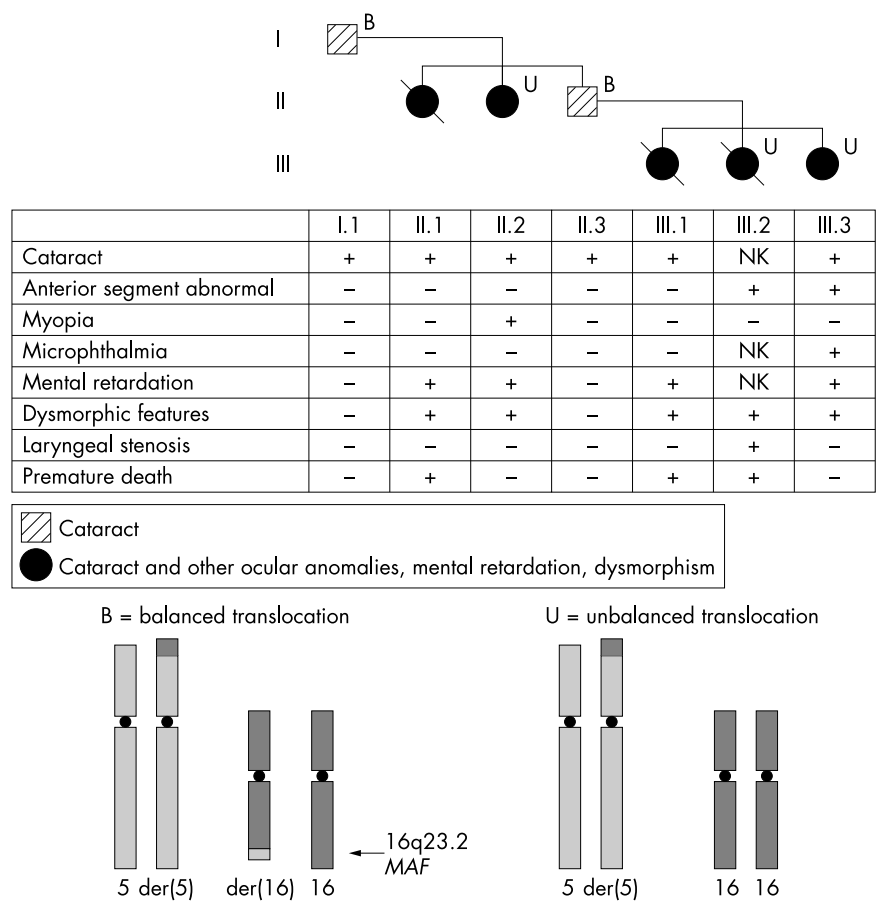 B
I
U
B
II
U
U
III
I.1 II.1 II.2 II.3 III.1 III.2 III.3
Cataract + + + + + NK +
Anterior segment abnormal – – – – – + +
Myopia – – + – – – –
Microphthalmia – – – – – NK +
Mental retardation – + + – + NK +
Dysmorphic features – + + – + + +
Laryngeal stenosis – – – – – + –
Premature death – + – – + + –
Cataract
Cataract and other ocular anomalies, mental retardation, dysmorphism
B = balanced translocation
U = unbalanced translocation
16q23.2
MAF
5 der(5) der(16) 16
5 der(5) 16 16